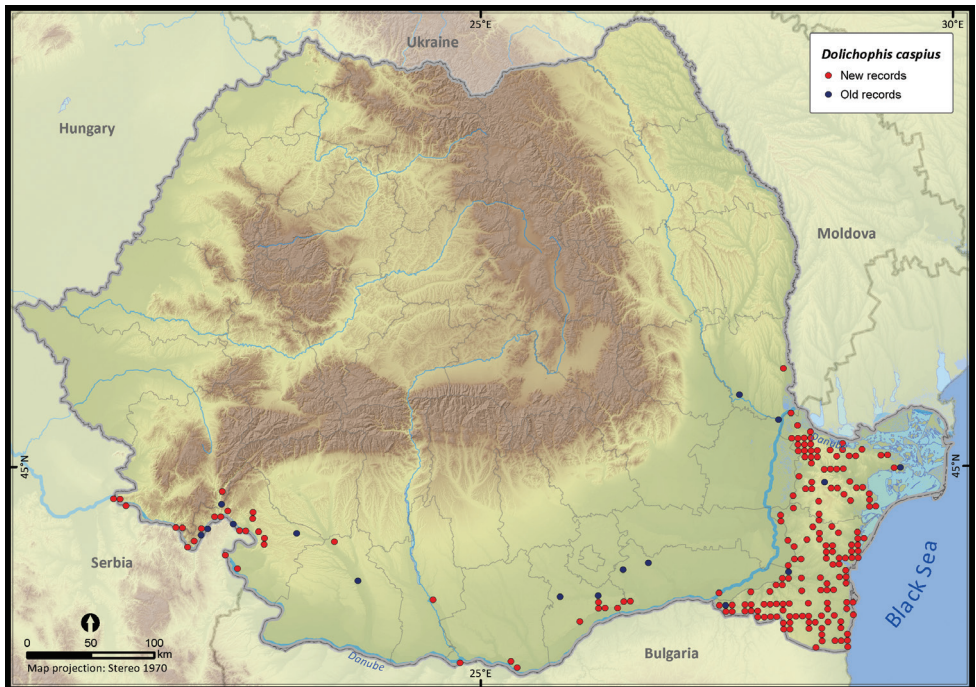 25°E
30°E
Ukraine
Dolichophis caspius
New records
Old records
Hungary
Moldova
Danube
45°N
45°N
Serbia
Black Sea
0 50 100
km
Map projection: Stereo 1970
Danube
25°E
Bulgaria